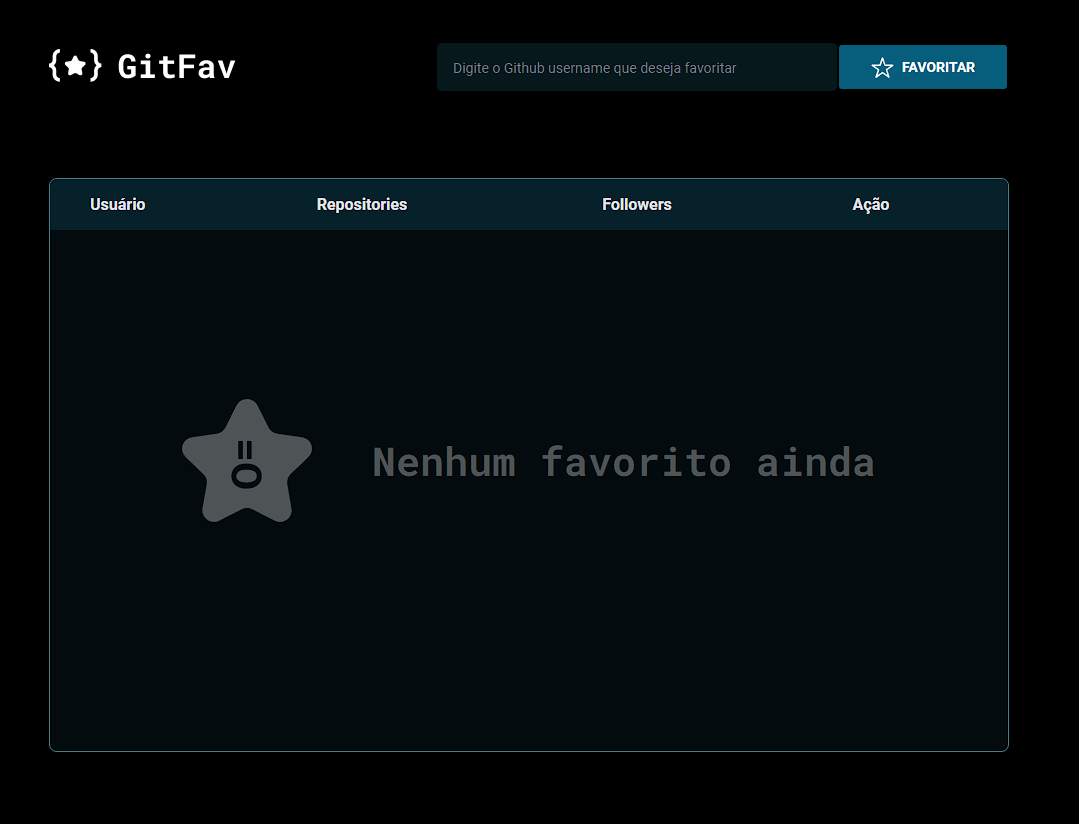 {★} GitFav
Digite o Github username que deseja favoritar
FAVORITAR
Usuário Repositories Followers Ação
Nenhum favorito ainda